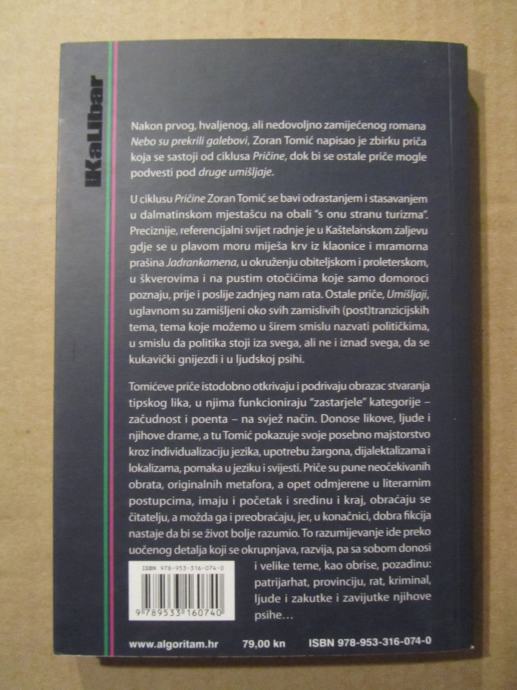 KaLIbar
Nakon prvog, hvaljenog, ali nedovoljno zamijećenog romana
Nebo su prekrili galebovi, Zoran Tomić napisao je zbirku priča
koja se sastoji od ciklusa Pričine, dok bi se ostale priče mogle
podvesti pod druge umišljaje.
U ciklusu Pričine Zoran Tomić se bavi odrastanjem i stasavanjem
u dalmatinskom mjestašcu na obali "s onu stranu turizma".
Preciznije, referencijalni svijet radnje je u Kaštelanskom zaljevu
gdje se u plavom moru miješa krv iz klaonice i mramorna
prašina Jadrankamena, u okruženju obiteljskom i proleterskom,
u škverovima i na pustim otočićima koje samo domoroci
poznaju, prije i poslije zadnjeg nam rata. Ostale priče, Umišljaji,
uglavnom su zamišljeni oko svih zamislivih (post)tranzicijskih
tema, tema koje možemo u širem smislu nazvati političkima,
u smislu da politika stoji iza svega, ali ne i iznad svega, da se
kukavički gnijezdi i u ljudskoj psihi.
Tomićeve priče istodobno otkrivaju i podrivaju obrazac stvaranja
tipskog lika, u njima funkcioniraju "zastarjele" kategorije –
začudnost i poenta – na svjež način. Donose likove, ljude i
njihove drame, a tu Tomić pokazuje svoje posebno majstorstvo
kroz individualizaciju jezika, upotrebu žargona, dijalektalizama i
lokalizama, pomaka u jeziku i svijesti. Priče su pune neočekivanih
obrata, originalnih metafora, a opet odmjerene u literarnim
postupcima, imaju i početak i sredinu i kraj, obraćaju se
čitatelju, a možda ga i preobraćaju, jer, u konačnici, dobra fikcija
nastaje da bi se život bolje razumio. To razumijevanje ide preko
uočenog detalja koji se okrupnjava, razvija, pa sa sobom donosi
i velike teme, kao obrise, pozadinu:
patrijarhat, provinciju, rat, kriminal,
ljude i zakutke i zavijutke njihove
psihe...
ISBN 978-953-316-074-0
9 789533 160740
www.algoritam.hr 79,00 kn ISBN 978-953-316-074-0